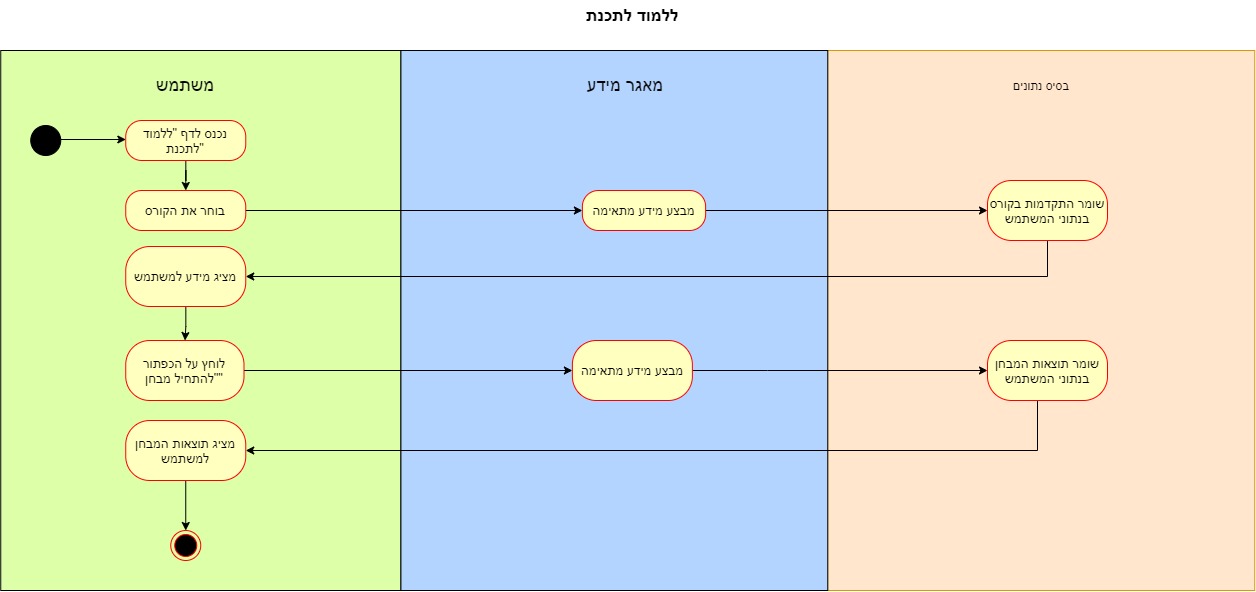 ללמוד לתכנת
משתמש
מאגר מידע
בסיס נתונים
נכנס לדף "ללמוד
לתכנת"
בוחר את הקורס
מבצע מידע מתאימה
שומר התקדמות בקורס
בנתוני המשתמש
מציג מידע למשתמש
לוחץ על הכפתור
"להתחיל מבחן"
מבצע מידע מתאימה
שומר תוצאות המבחן
בנתוני המשתמש
מציג תוצאות המבחן
למשתמש